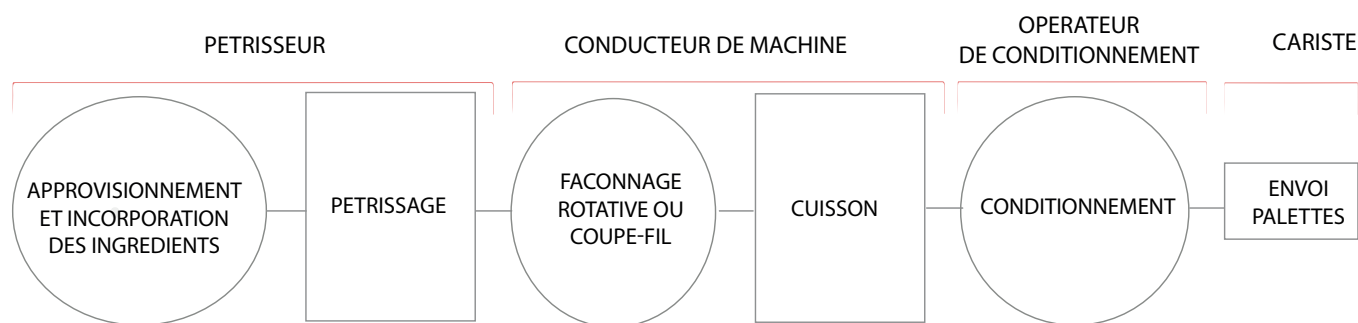 PETRISSEUR
CONDUCTEUR DE MACHINE
OPERATEUR
DE CONDITIONNEMENT
CARISTE
APPROVISIONNEMENT
ET INCORPORATION
DES INGREDIENTS
PETRISSAGE
FACONNAGE
ROTATIVE OU
COUPE-FIL
CUISSON
CONDITIONNEMENT
ENVOI
PALETTES